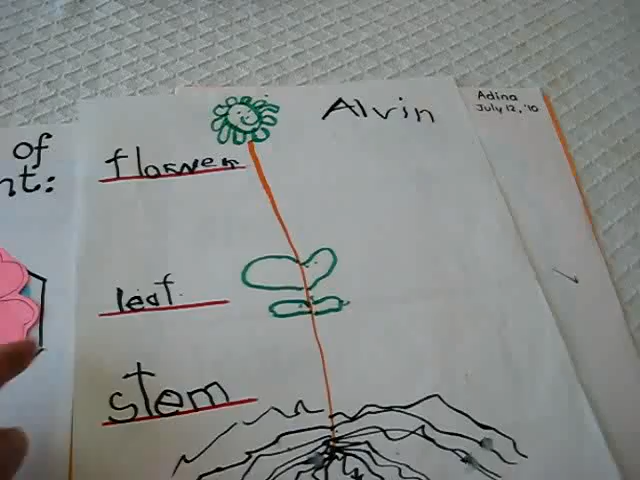 of
nt:
Alvin
Adina
July 12, '10
flower
leaf
stem